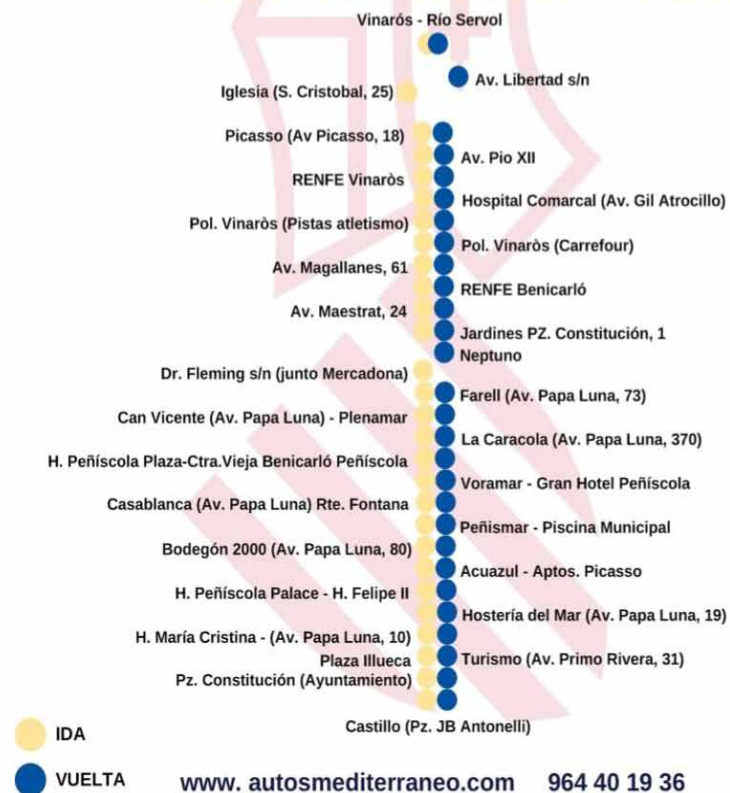 Vinarós - Río Servol
Av. Libertad s/n
Iglesia (S. Cristobal, 25)
Picasso (Av Picasso, 18)
Av. Pio XII
RENFE Vinaròs
Hospital Comarcal (Av. Gil Atrocillo)
Pol. Vinaròs (Pistas atletismo)
Pol. Vinaròs (Carrefour)
Av. Magallanes, 61
RENFE Benicarló
Av. Maestrat, 24
Jardines PZ. Constitución, 1
Neptuno
Dr. Fleming s/n (junto Mercadona)
Farell (Av. Papa Luna, 73)
Can Vicente (Av. Papa Luna) - Plenamar
La Caracola (Av. Papa Luna, 370)
H. Peñíscola Plaza-Ctra.Vieja Benicarló Peñíscola
Voramar - Gran Hotel Peñíscola
Casablanca (Av. Papa Luna) Rte. Fontana
Peñismar - Piscina Municipal
Bodegón 2000 (Av. Papa Luna, 80)
Acuazul - Aptos. Picasso
H. Peñíscola Palace - H. Felipe II
Hostería del Mar (Av. Papa Luna, 19)
H. María Cristina - (Av. Papa Luna, 10)
Plaza Illueca
Turismo (Av. Primo Rivera, 31)
Pz. Constitución (Ayuntamiento)
Castillo (Pz. JB Antonelli)
IDA
VUELTA
www. autosmediterraneo.com 964 40 19 36